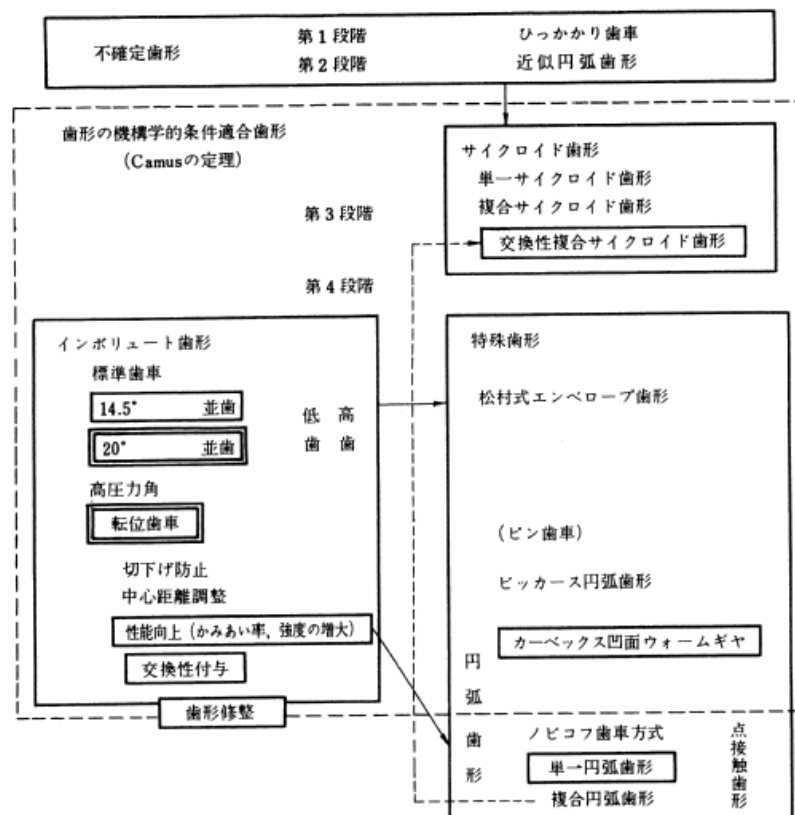 不確定歯形
第1段階
ひっかかり歯車
第2段階
近似円弧歯形
歯形の機構学的条件適合歯形
(Camusの定理)
サイクロイド歯形
単一サイクロイド歯形
複合サイクロイド歯形
交換性複合サイクロイド歯形
第3段階
第4段階
インボリュート歯形
標準歯車
14.5° 並歯
20° 並歯
低歯
高歯
高圧力角
転位歯車
切下げ防止
中心距離調整
性能向上(かみあい率,強度の増大)
交換性付与
歯形修整
特殊歯形
松村式エンベロープ歯形
(ピン歯車)
ビッカース円弧歯形
カーベックス凹面ウォームギヤ
円弧歯形
ノビコフ歯車方式
単一円弧歯形
複合円弧歯形
点接触歯形